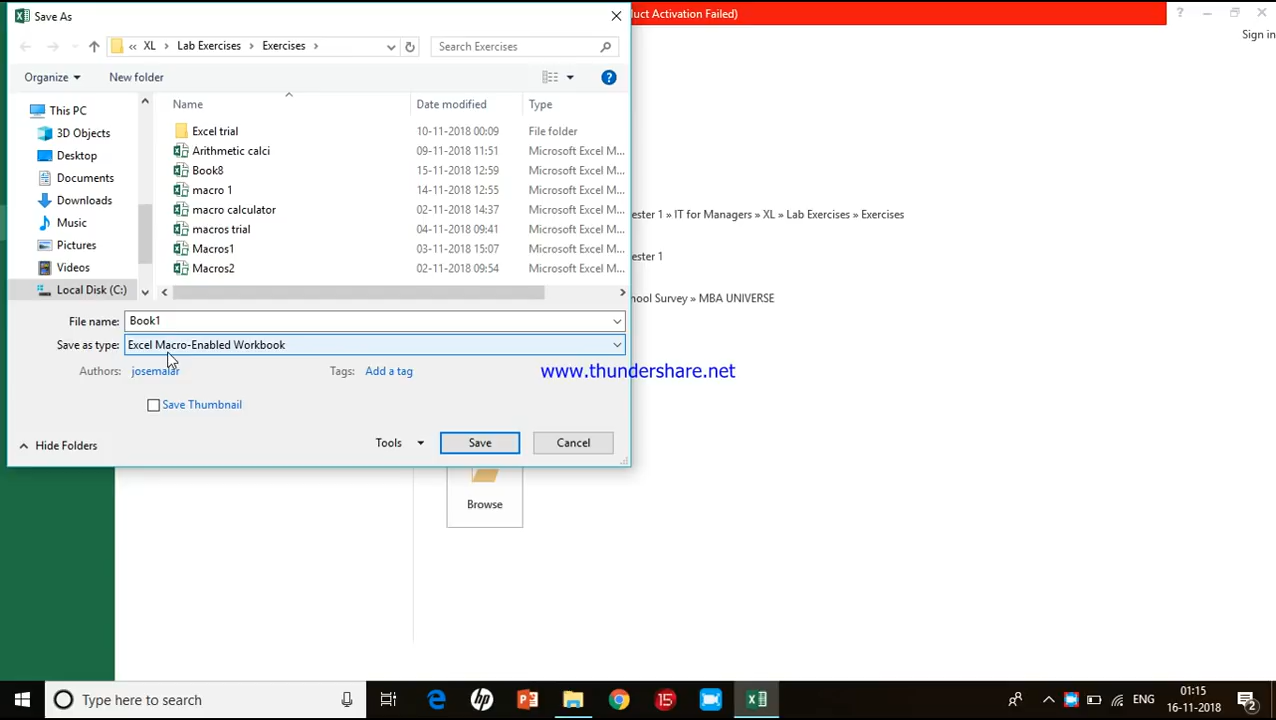 Save As
uct Activation Failed)
Sign in
« XL > Lab Exercises > Exercises >
Search Exercises
Organize
New folder
Name
Date modified
Type
This PC
3D Objects
Desktop
Documents
Downloads
Music
Pictures
Videos
Local Disk (C:)
Excel trial 10-11-2018 00:09 File folder
Arithmetic calci 09-11-2018 11:51 Microsoft Excel M...
Book8 15-11-2018 12:59 Microsoft Excel M...
macro 1 14-11-2018 12:55 Microsoft Excel M...
macro calculator 02-11-2018 14:37 Microsoft Excel M...
macros trial 04-11-2018 09:41 Microsoft Excel M...
Macros1 03-11-2018 15:07 Microsoft Excel M...
Macros2 02-11-2018 09:54 Microsoft Excel M...
ester 1 » IT for Managers » XL » Lab Exercises » Exercises
ester 1
hool Survey » MBA UNIVERSE
File name: Book1
Save as type: Excel Macro-Enabled Workbook
Authors: josemalar
Tags: Add a tag
www.thundershare.net
Save Thumbnail
Hide Folders
Tools
Save
Cancel
Browse
Type here to search
hp
15
ENG
01:15
16-11-2018
2